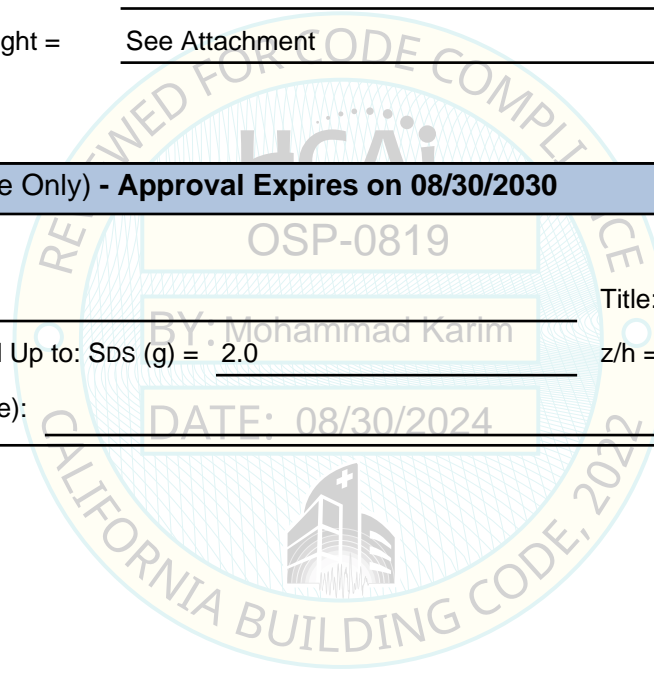 ght = See Attachment
REVIEWED FOR CODE COMPLIANCE
HCAi
e Only) - Approval Expires on 08/30/2030
OSP-0819
Title:
BY: Mohammad Karim
l Up to: SDS (g) = 2.0 z/h =
e):
DATE: 08/30/2024
CALIFORNIA BUILDING CODE, 2022